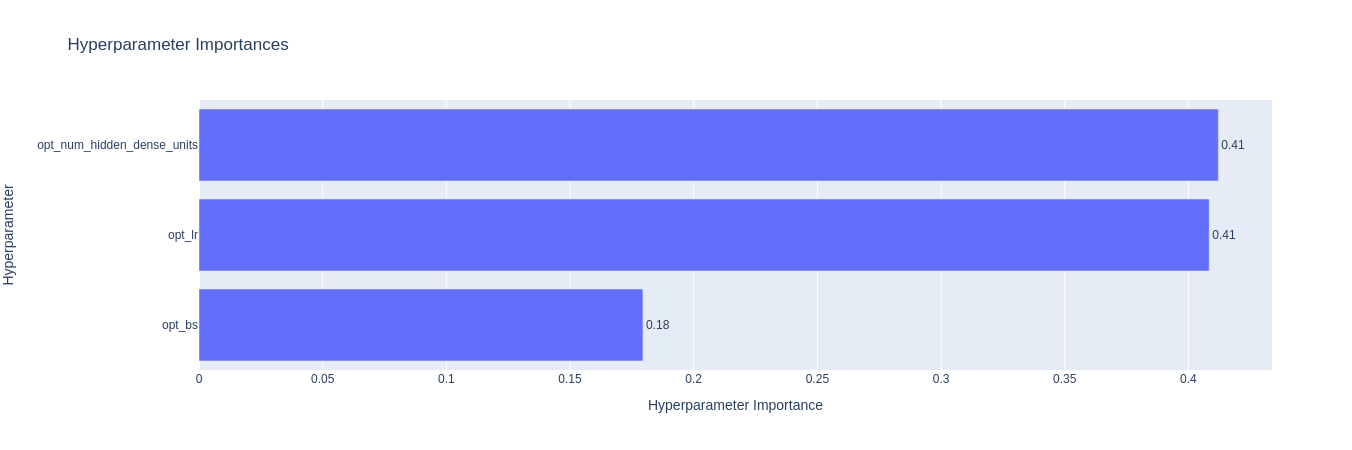 Hyperparameter Importances
Hyperparameter
opt_num_hidden_dense_units
0.41
opt_lr
0.41
opt_bs
0.18
0 0.05 0.1 0.15 0.2 0.25 0.3 0.35 0.4
Hyperparameter Importance